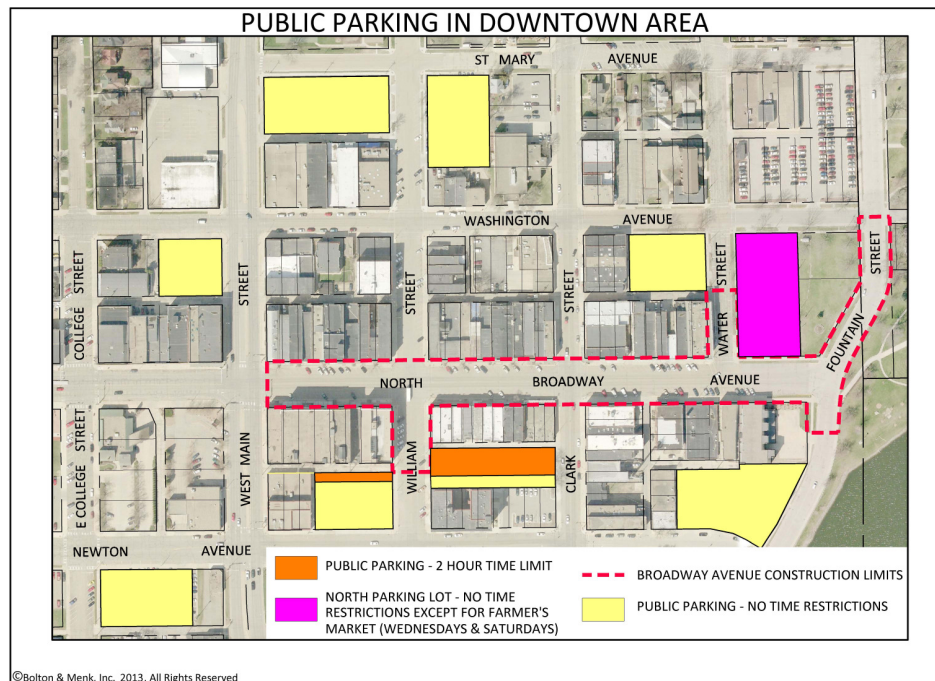 PUBLIC PARKING IN DOWNTOWN AREA
ST MARY AVENUE
WASHINGTON AVENUE
COLLEGE STREET
STREET
STREET
STREET
WATER STREET
FOUNTAIN STREET
NORTH BROADWAY AVENUE
E COLLEGE STREET
WEST MAIN
WILLIAM
CLARK
NEWTON AVENUE
PUBLIC PARKING - 2 HOUR TIME LIMIT
NORTH PARKING LOT - NO TIME
RESTRICTIONS EXCEPT FOR FARMER'S
MARKET (WEDNESDAYS & SATURDAYS)
BROADWAY AVENUE CONSTRUCTION LIMITS
PUBLIC PARKING - NO TIME RESTRICTIONS
©Bolton & Menk, Inc. 2013, All Rights Reserved